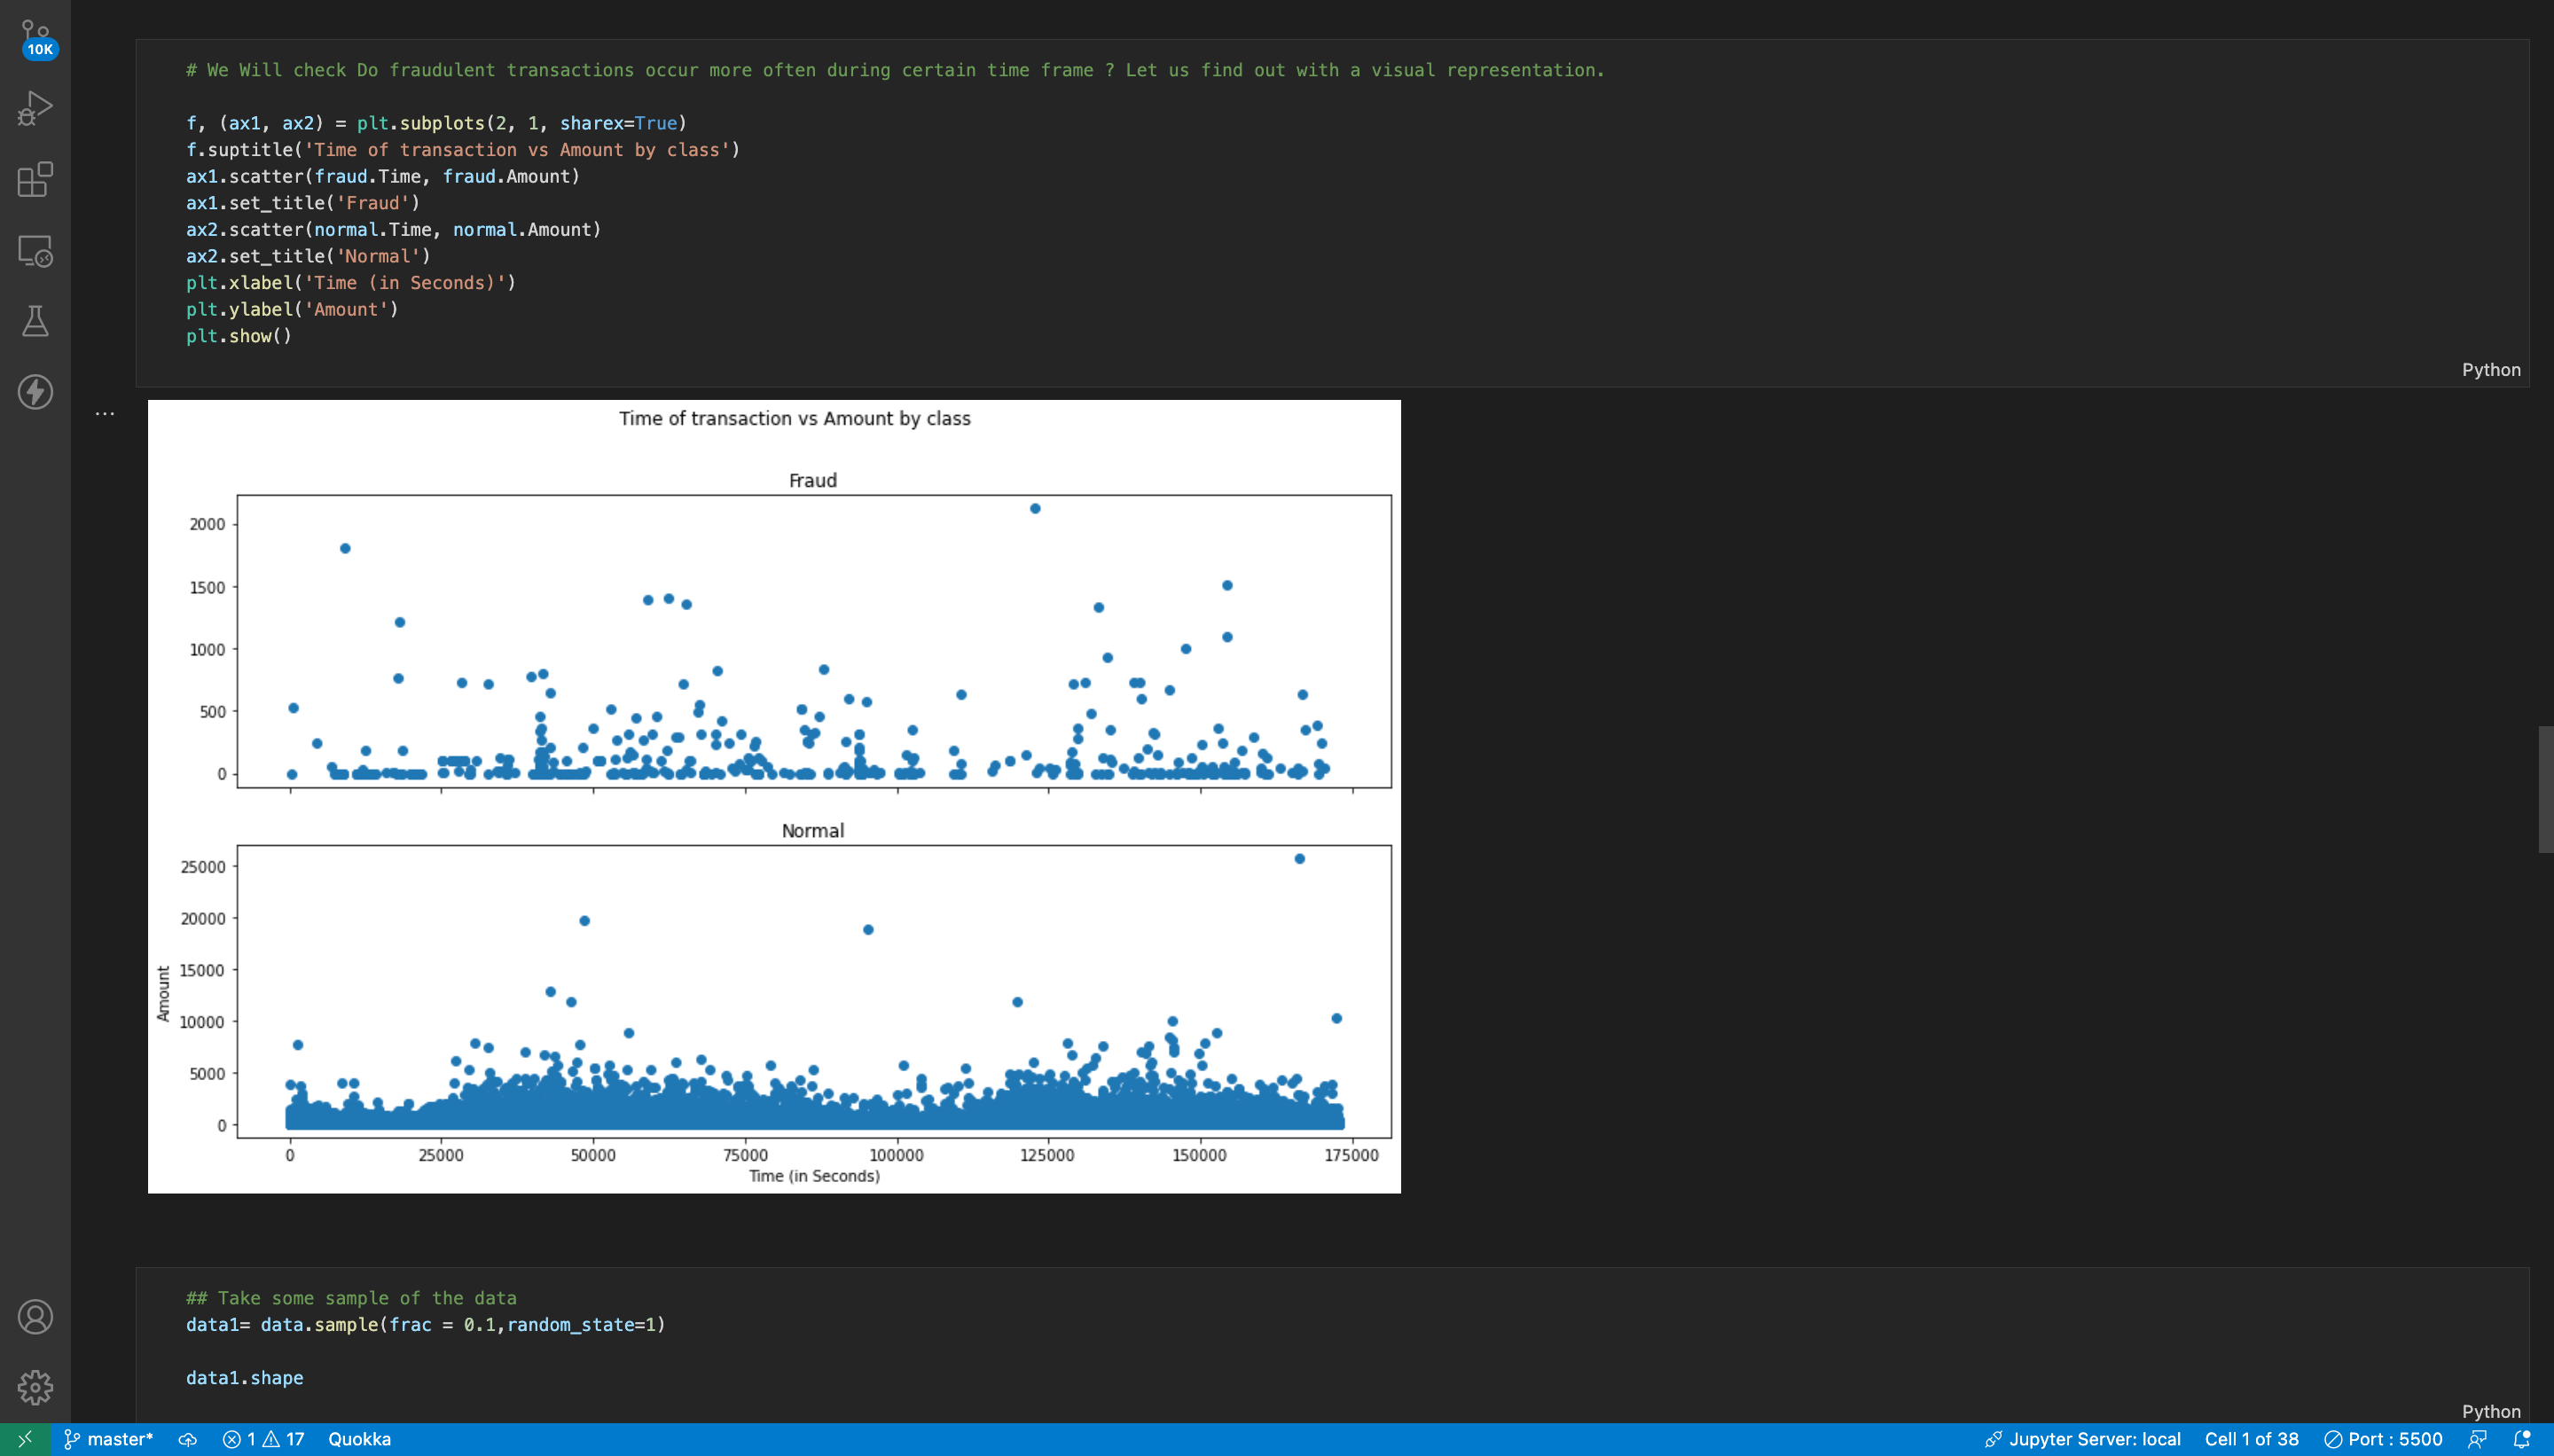 10K
# We Will check Do fraudulent transactions occur more often during certain time frame ? Let us find out with a visual representation.
f, (ax1, ax2) = plt.subplots(2, 1, sharex=True)
f.suptitle('Time of transaction vs Amount by class')
ax1.scatter(fraud.Time, fraud.Amount)
ax1.set_title('Fraud')
ax2.scatter(normal.Time, normal.Amount)
ax2.set_title('Normal')
plt.xlabel('Time (in Seconds)')
plt.ylabel('Amount')
plt.show()
Python
...
Time of transaction vs Amount by class
Fraud
2000
1500
1000
500
0
Normal
25000
20000
15000
10000
5000
0
Amount
0 25000 50000 75000 100000 125000 150000 175000
Time (in Seconds)
## Take some sample of the data
data1= data.sample(frac = 0.1,random_state=1)
data1.shape
Python
master* 1 17 Quokka Jupyter Server: local Cell 1 of 38 Port : 5500